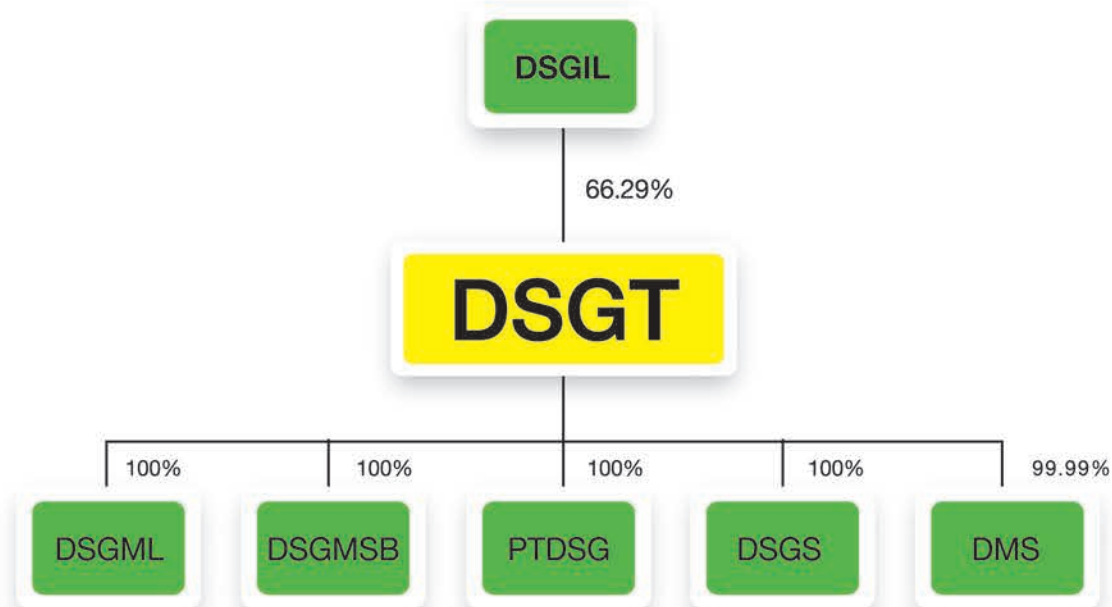 DSGIL
66.29%
DSGT
100% 100% 100% 100% 99.99%
DSGML DSGMSB PTDSG DSGS DMS